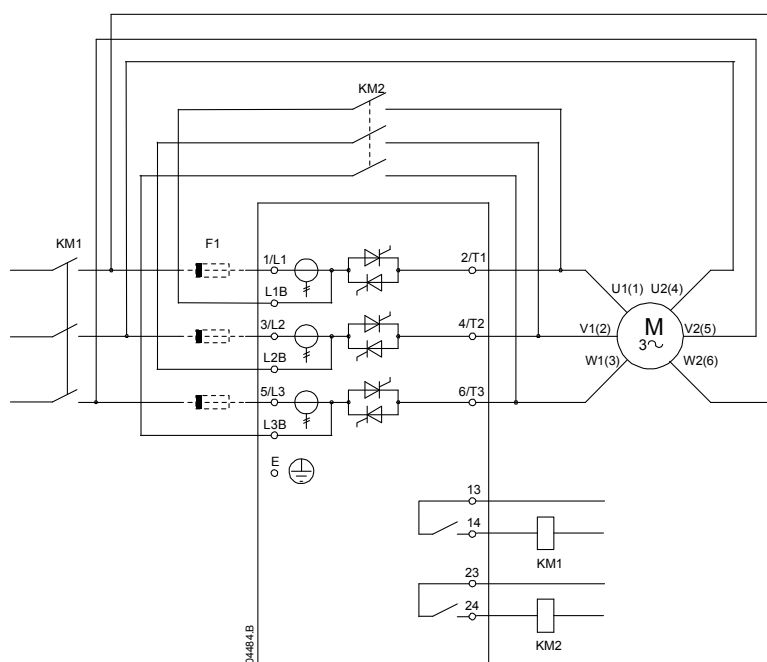 KM2
KM1
F1
1/L1
2/T1
L1B
U1(1) U2(4)
3/L2
4/T2
V1(2)
M
3~
V2(5)
L2B
W1(3)
W2(6)
5/L3
6/T3
L3B
E
13
14
KM1
23
24
KM2
04484.B